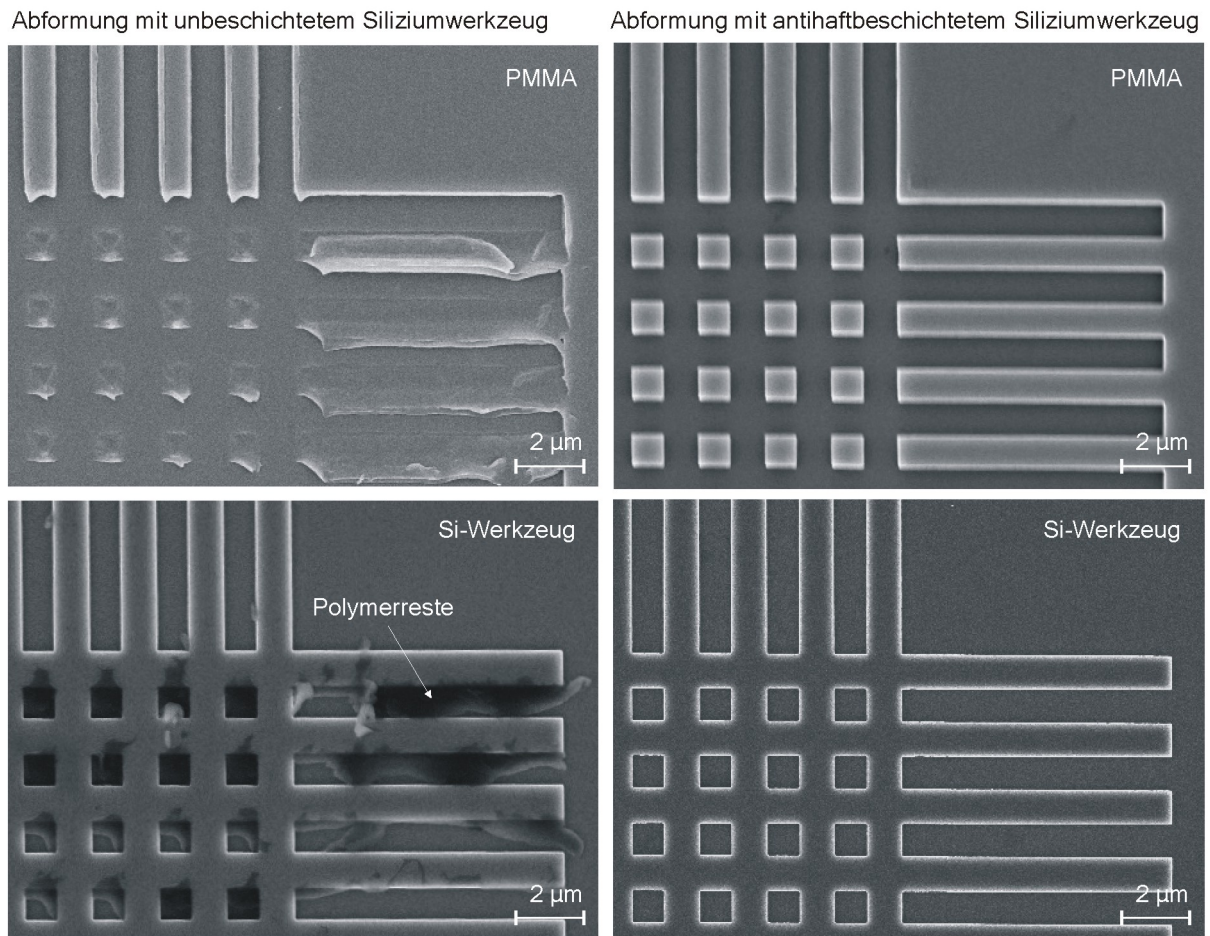 Abformung mit unbeschichtetem Siliziumwerkzeug
Abformung mit antihaftbeschichtetem Siliziumwerkzeug
PMMA
2 µm
PMMA
2 µm
Si-Werkzeug
Polymerreste
2 µm
Si-Werkzeug
2 µm